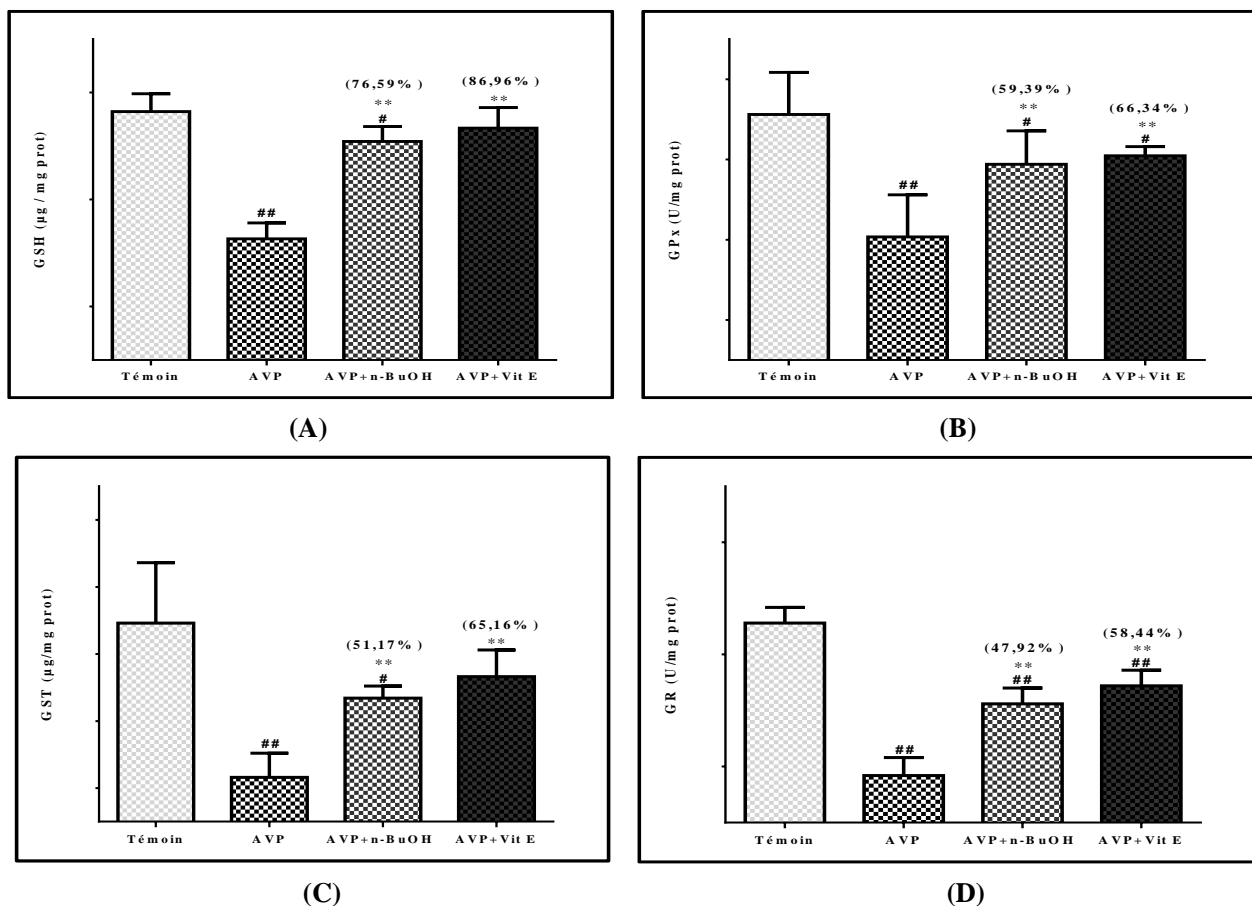 GSH (µg / mg prot)
(76,59% )
**
#
(86,96% )
**
##
Témoin
AVP
AVP+n-BuOH
AVP+Vit E
(A)
GPx (U/mg prot)
(59,39% )
**
#
(66,34% )
**
#
##
Témoin
AVP
AVP+n-BuOH
AVP+Vit E
(B)
GST (µg/mg prot)
(51,17% )
**
#
(65,16% )
**
##
Témoin
AVP
AVP+n-BuOH
AVP+Vit E
(C)
GR (U/mg prot)
(47,92% )
**
##
(58,44% )
**
##
##
Témoin
AVP
AVP+n-BuOH
AVP+Vit E
(D)